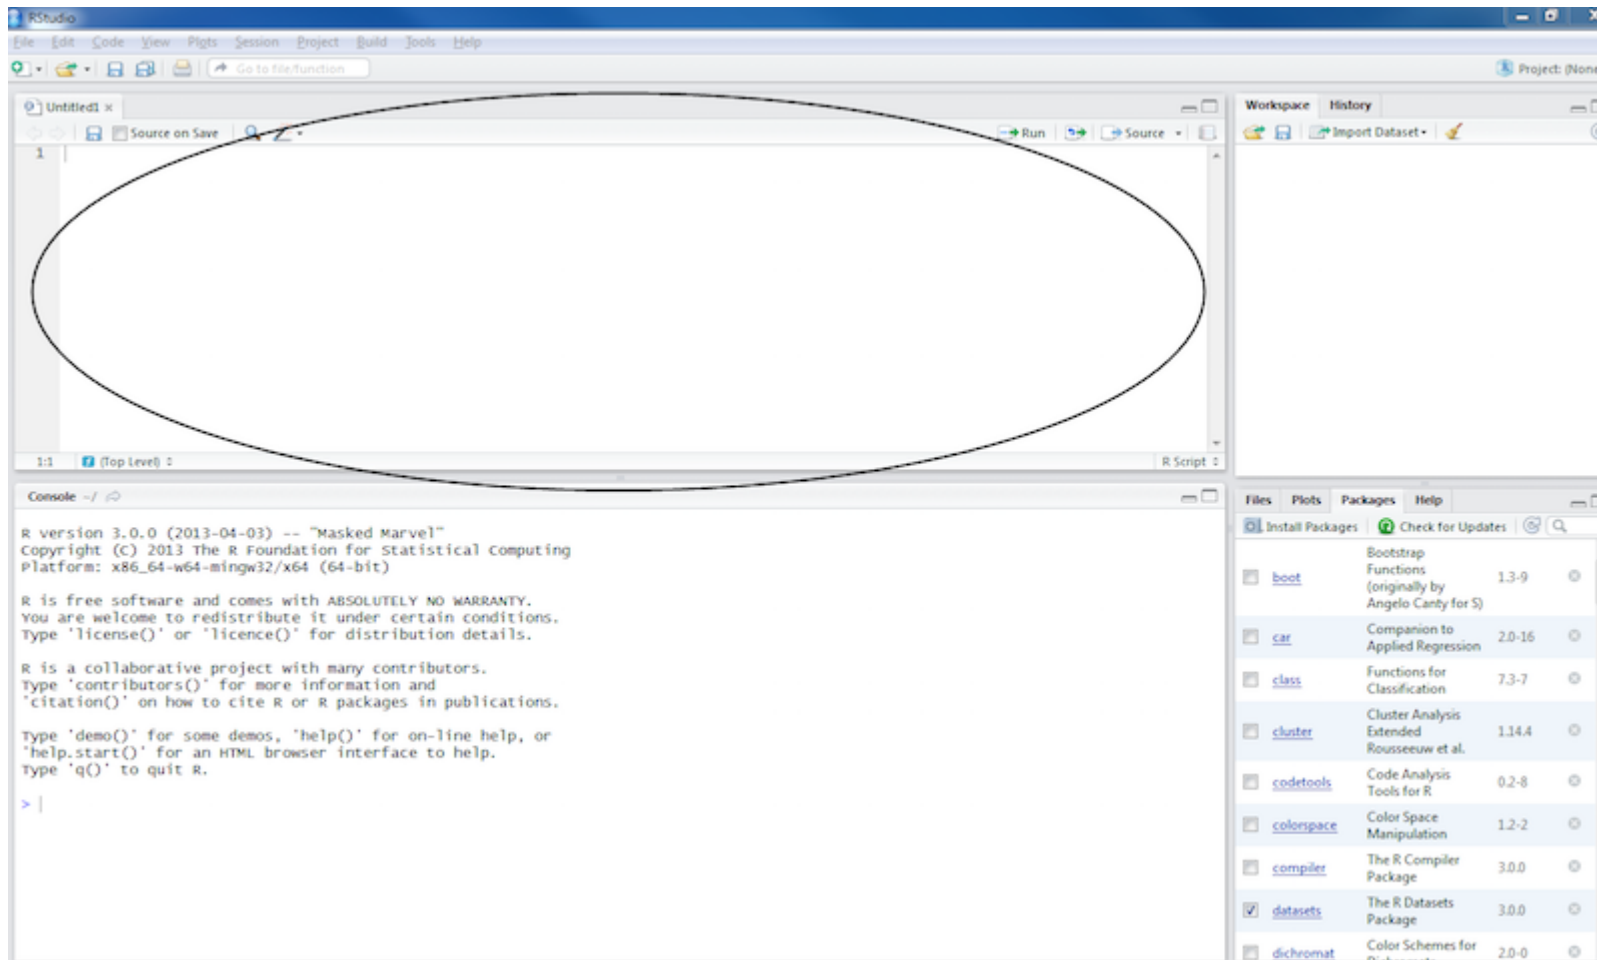 RStudio
File Edit Code View Plots Session Project Build Tools Help
Go to file/function
Project: (None
Untitled1 ×
Source on Save
Run
Source
1
1:1
(Top Level)
R Script
Console ~/
R version 3.0.0 (2013-04-03) -- "Masked Marvel"
Copyright (C) 2013 The R Foundation for Statistical Computing
Platform: x86_64-w64-mingw32/x64 (64-bit)
R is free software and comes with ABSOLUTELY NO WARRANTY.
You are welcome to redistribute it under certain conditions.
Type 'license()' or 'licence()' for distribution details.
R is a collaborative project with many contributors.
Type 'contributors()' for more information and
'citation()' on how to cite R or R packages in publications.
Type 'demo()' for some demos, 'help()' for on-line help, or
'help.start()' for an HTML browser interface to help.
Type 'q()' to quit R.
>
Workspace History
Import Dataset
Files Plots Packages Help
Install Packages Check for Updates
boot
Bootstrap
Functions
(originally by
Angelo Canty for S)
1.3-9
car
Companion to
Applied Regression
2.0-16
class
Functions for
Classification
7.3-7
cluster
Cluster Analysis
Extended
Rousseeuw et al.
1.14.4
codetools
Code Analysis
Tools for R
0.2-8
colorspace
Color Space
Manipulation
1.2-2
compiler
The R Compiler
Package
3.0.0
datasets
The R Datasets
Package
3.0.0
dichromat
Color Schemes for
2.0-0